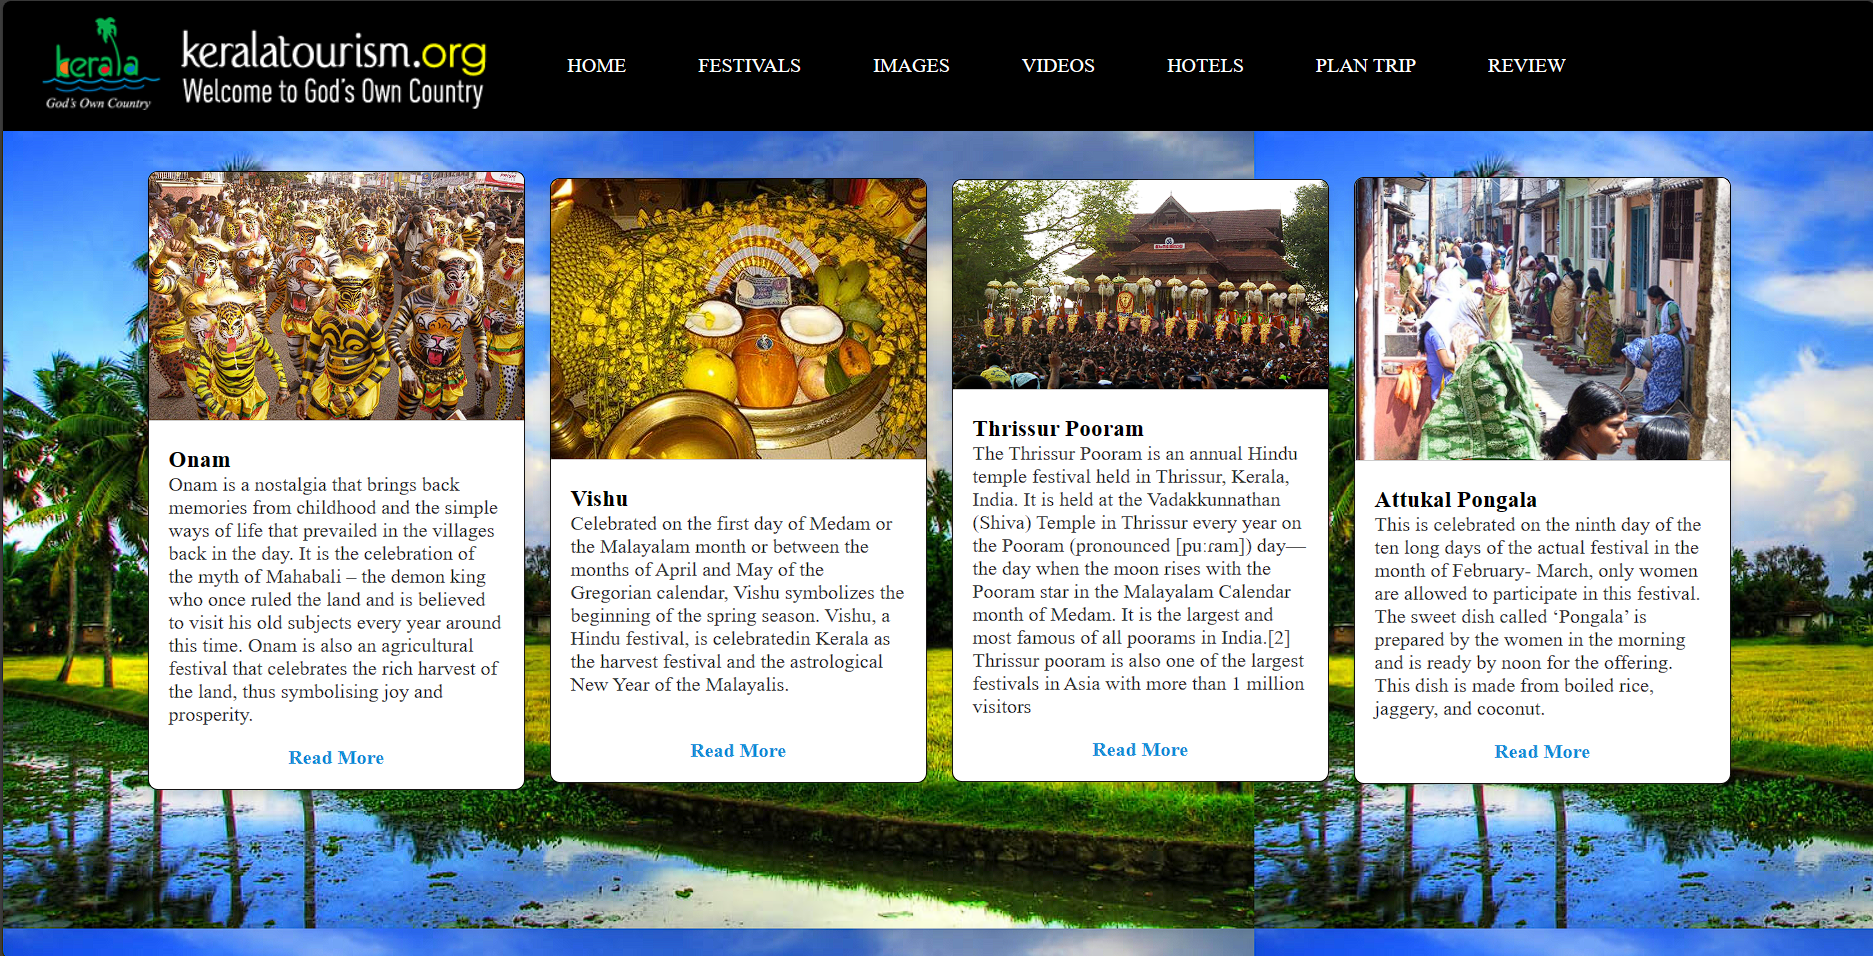 kerala
God's Own Country
keralatourism.org
Welcome to God's Own Country
HOME
FESTIVALS
IMAGES
VIDEOS
HOTELS
PLAN TRIP
REVIEW
Onam
Onam is a nostalgia that brings back
memories from childhood and the simple
ways of life that prevailed in the villages
back in the day. It is the celebration of
the myth of Mahabali – the demon king
who once ruled the land and is believed
to visit his old subjects every year around
this time. Onam is also an agricultural
festival that celebrates the rich harvest of
the land, thus symbolising joy and
prosperity.
Read More
Vishu
Celebrated on the first day of Medam or
the Malayalam month or between the
months of April and May of the
Gregorian calendar, Vishu symbolizes the
beginning of the spring season. Vishu, a
Hindu festival, is celebratedin Kerala as
the harvest festival and the astrological
New Year of the Malayalis.
Read More
Thrissur Pooram
The Thrissur Pooram is an annual Hindu
temple festival held in Thrissur, Kerala,
India. It is held at the Vadakkunnathan
(Shiva) Temple in Thrissur every year on
the Pooram (pronounced [puːɾam]) day—
the day when the moon rises with the
Pooram star in the Malayalam Calendar
month of Medam. It is the largest and
most famous of all poorams in India.[2]
Thrissur pooram is also one of the largest
festivals in Asia with more than 1 million
visitors
Read More
Attukal Pongala
This is celebrated on the ninth day of the
ten long days of the actual festival in the
month of February- March, only women
are allowed to participate in this festival.
The sweet dish called ‘Pongala’ is
prepared by the women in the morning
and is ready by noon for the offering.
This dish is made from boiled rice,
jaggery, and coconut.
Read More